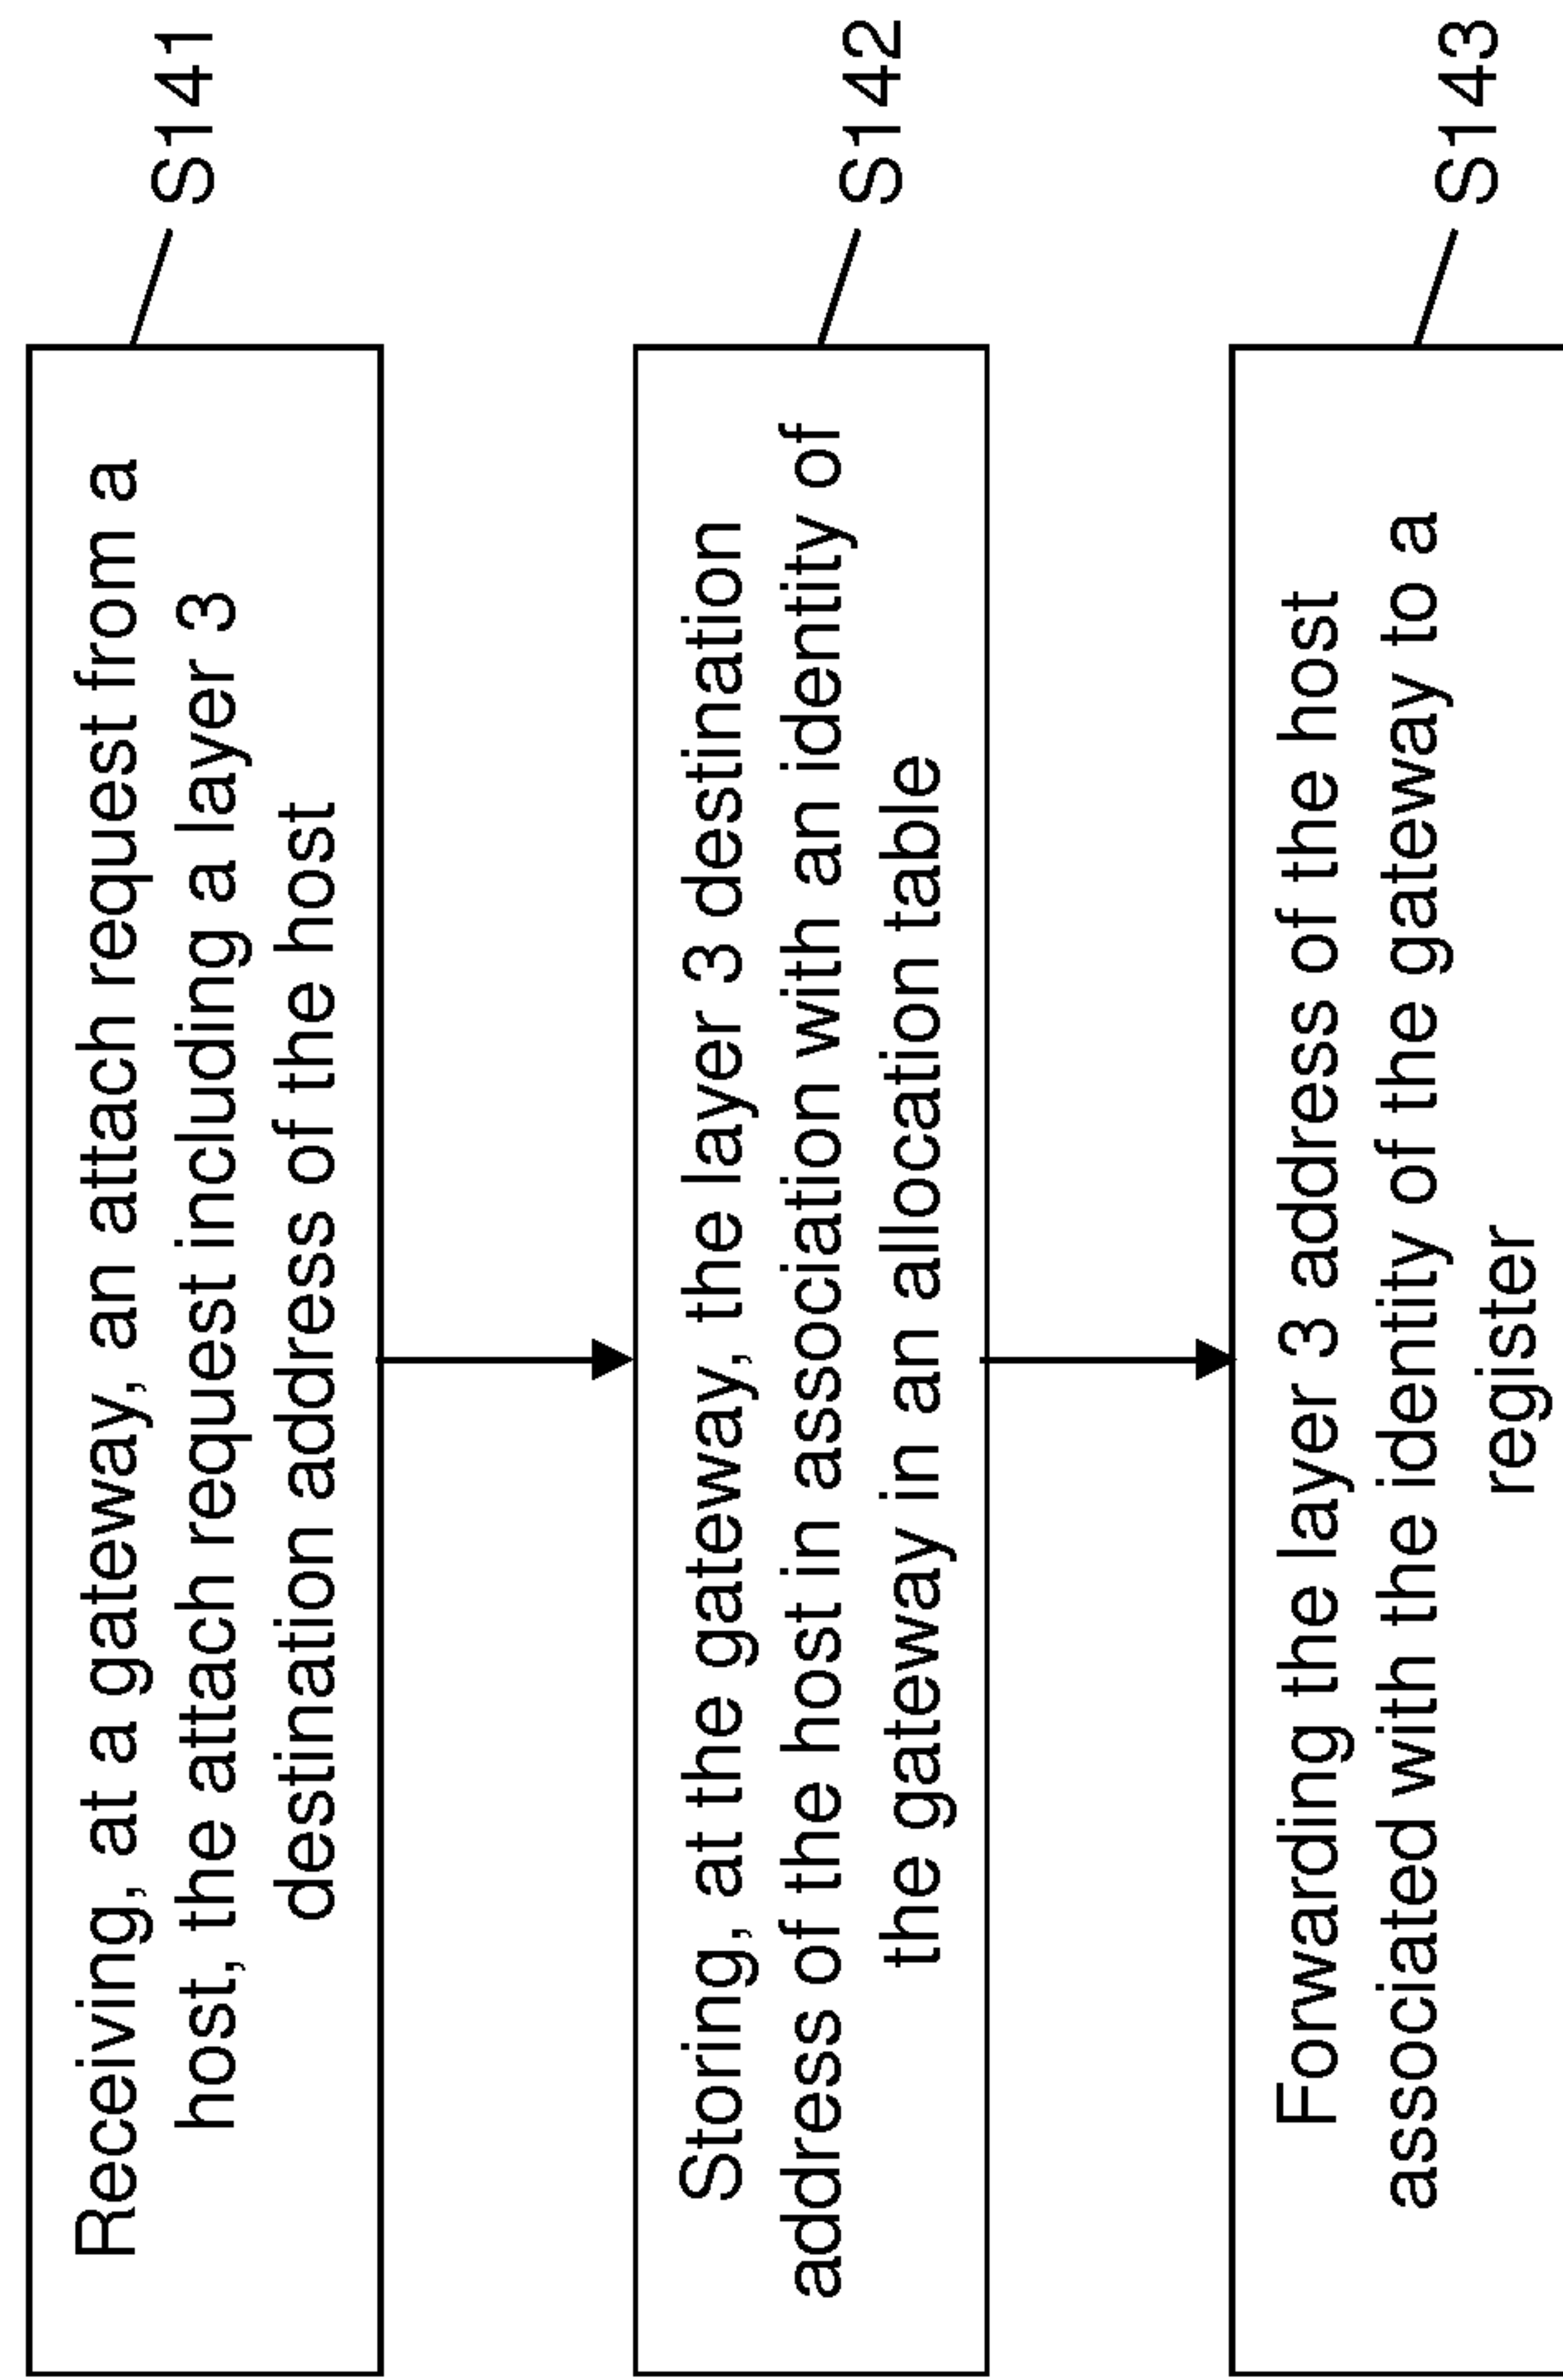 Receiving, at a gateway, an attach request from a
host, the attach request including a layer 3
destination address of the host
S141
Storing, at the gateway, the layer 3 destination
address of the host in association with an identity of
the gateway in an allocation table
S142
Forwarding the layer 3 address of the host
associated with the identity of the gateway to a
register
S143